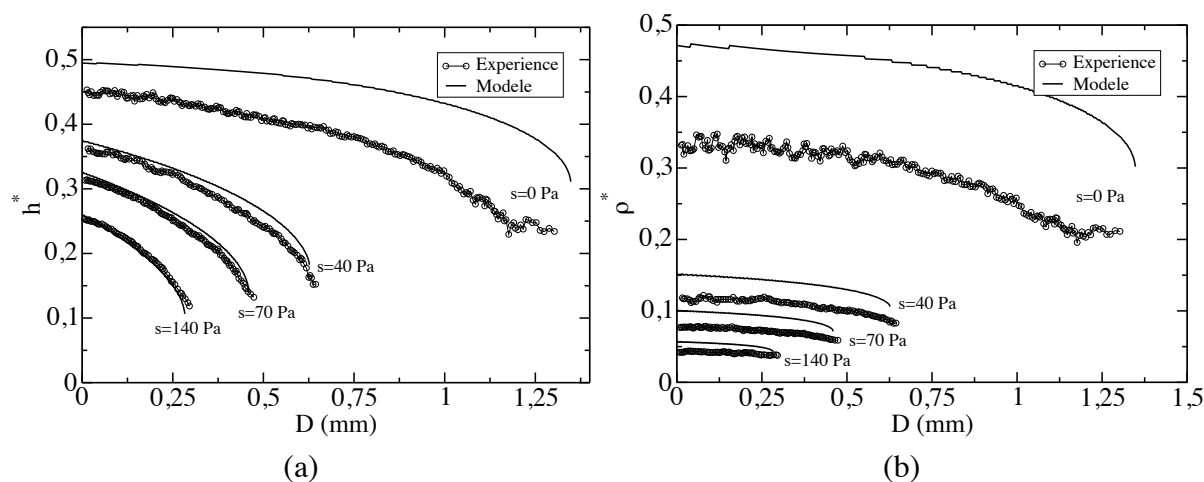 0,5
0,4
0,3
0,2
0,1
0
h*
Experience
Modele
s=0 Pa
s=40 Pa
s=70 Pa
s=140 Pa
0 0,25 0,5 0,75 1 1,25
D (mm)
(a)
0,5
0,4
0,3
0,2
0,1
0
ρ*
Experience
Modele
s=0 Pa
s=40 Pa
s=70 Pa
s=140 Pa
0 0,25 0,5 0,75 1 1,25 1,5
D (mm)
(b)